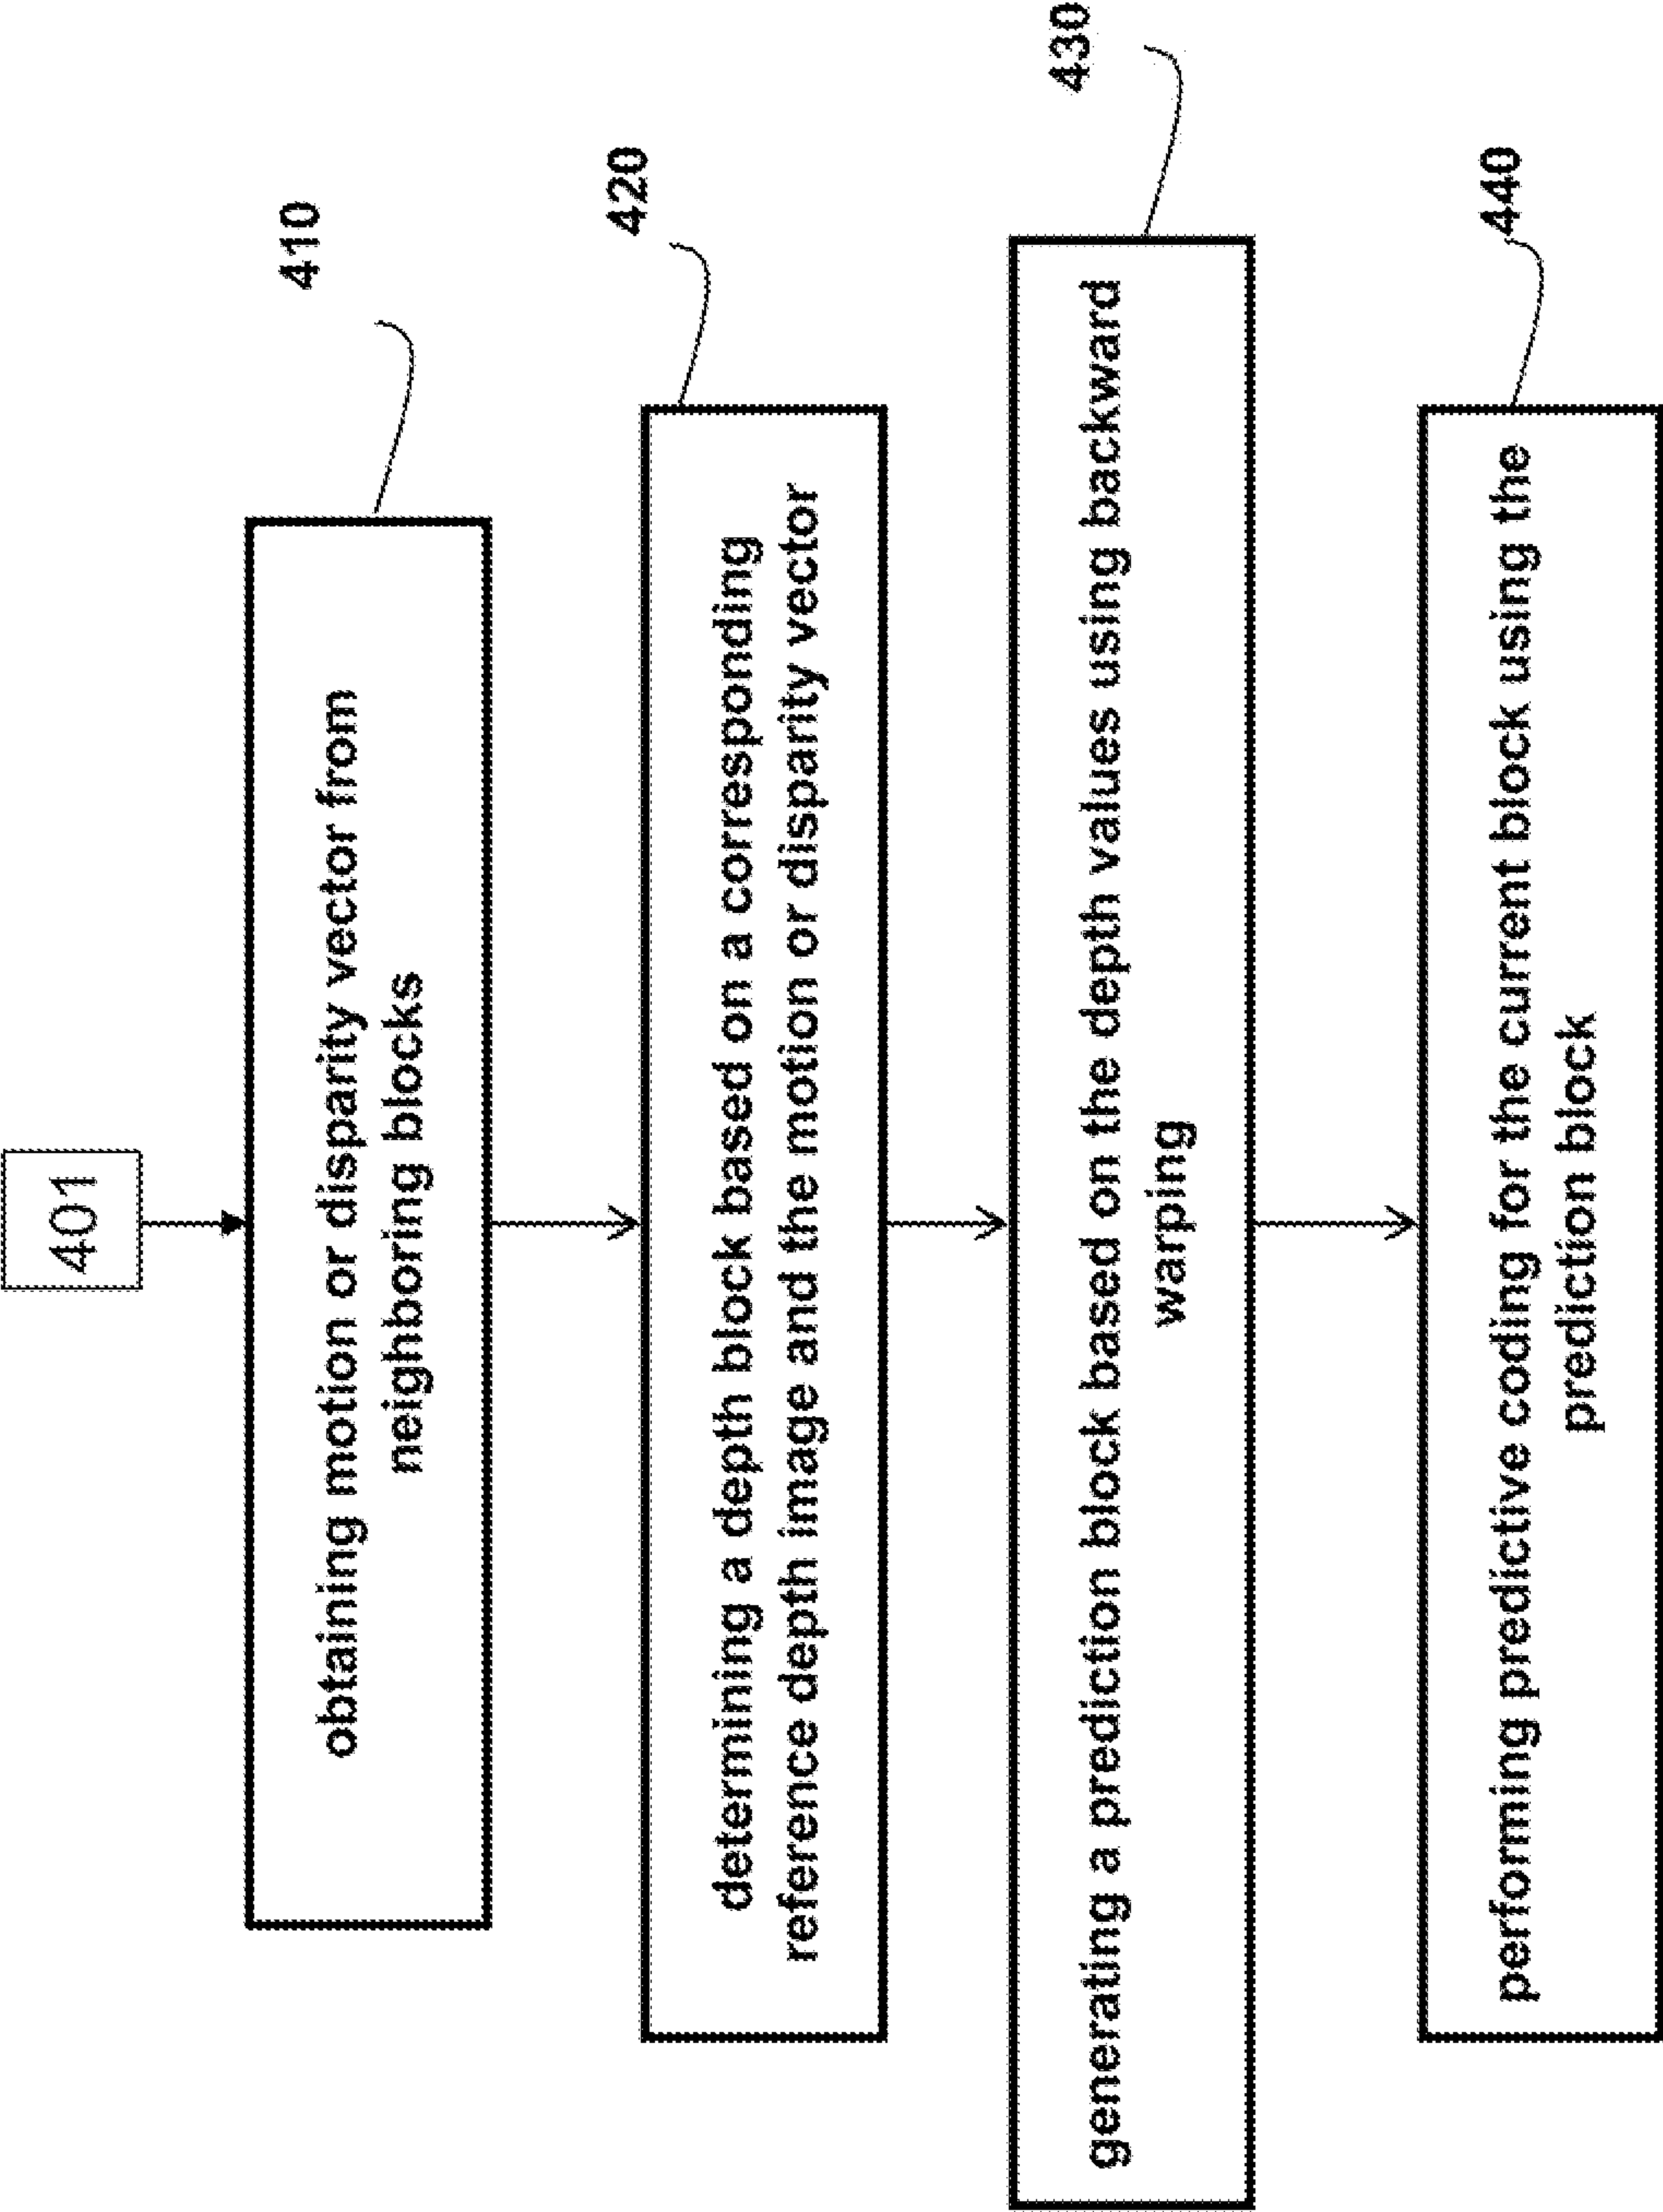 401
410
obtaining motion or disparity vector from
neighboring blocks
420
determining a depth block based on a corresponding
reference depth image and the motion or disparity vector
430
generating a prediction block based on the depth values using backward
warping
440
performing predictive coding for the current block using the
prediction block